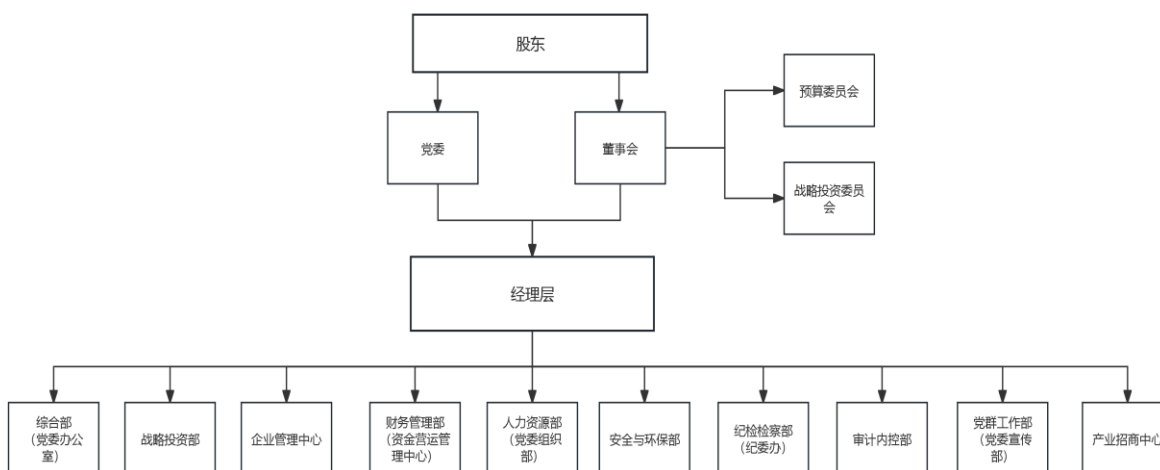 股东
预算委员会
党委
董事会
战略投资委员
会
经理层
综合部
（党委办公
室）
战略投资部
企业管理中心
财务管理部
（资金营运管
理中心）
人力资源部
（党委组织
部）
安全与环保部
纪检检察部
（纪委办）
审计内控部
党群工作部
（党委宣传
部）
产业招商中心